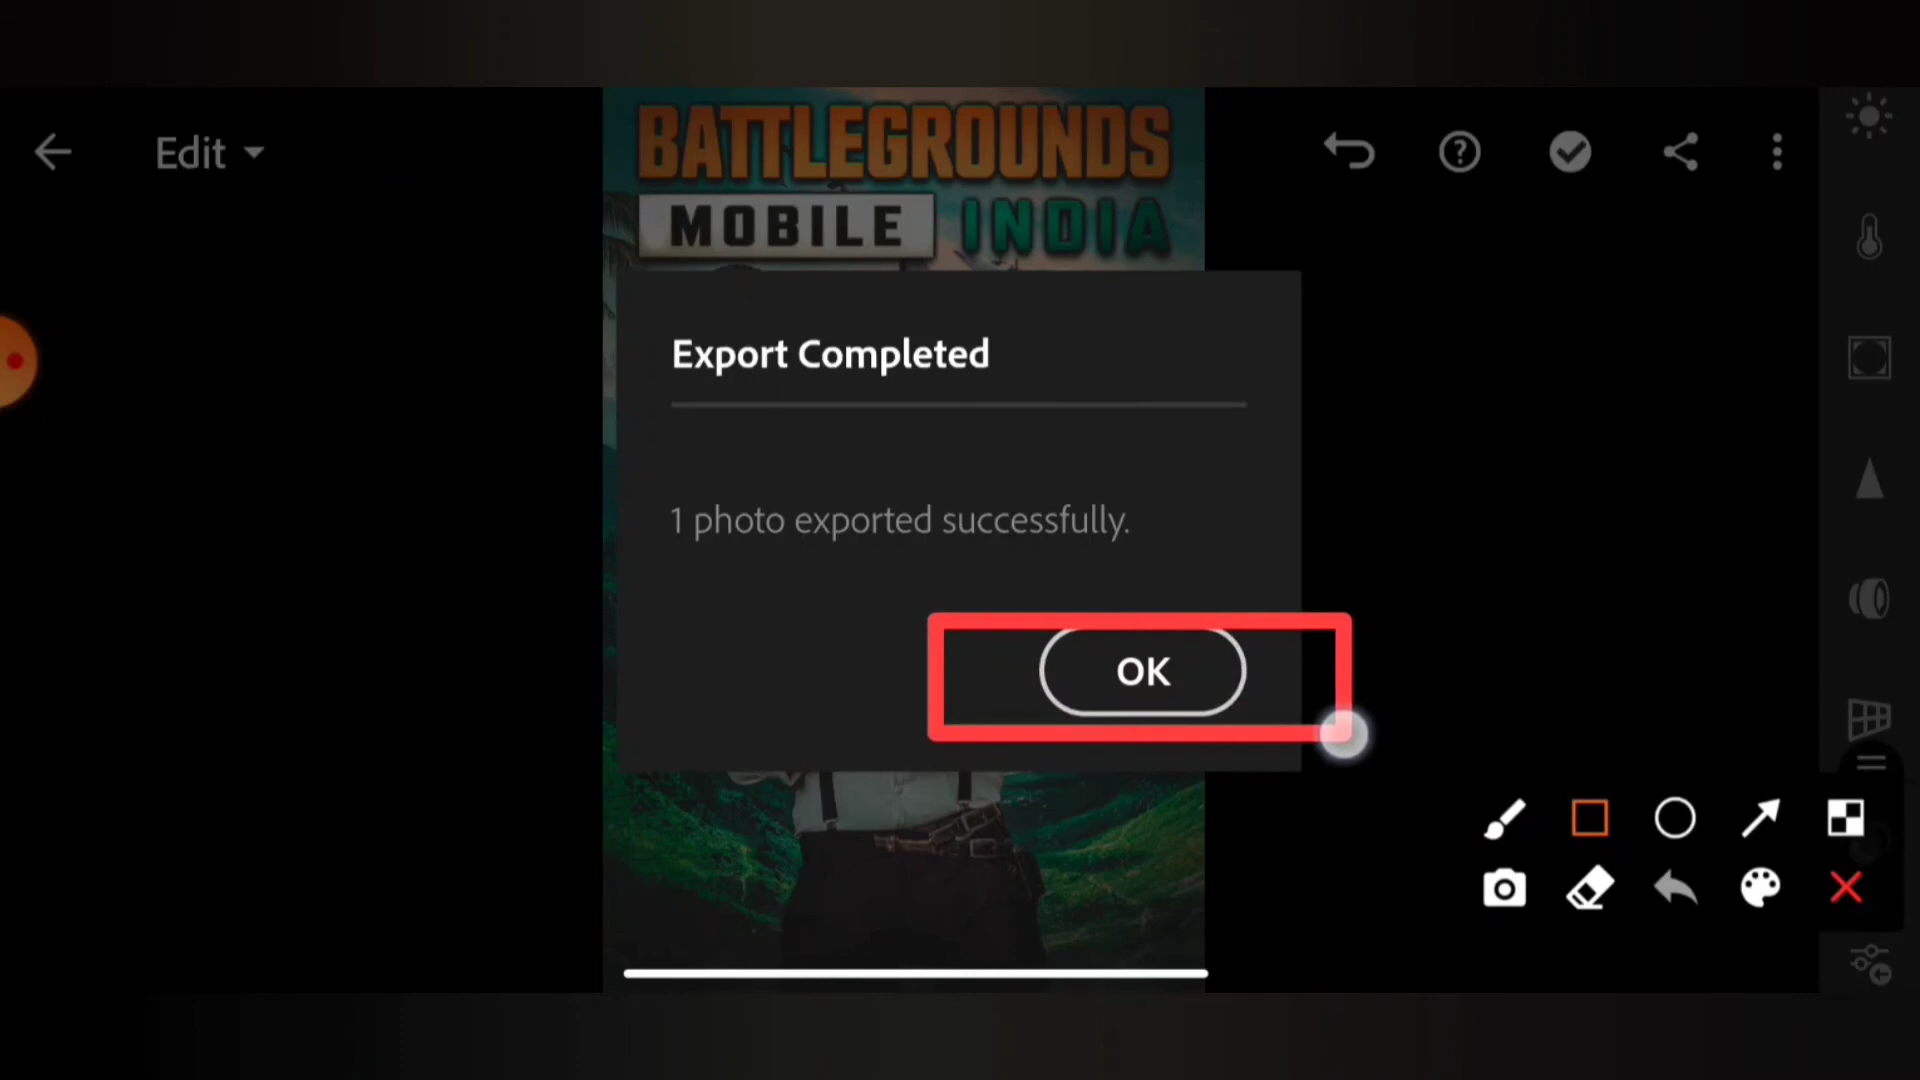 Edit
BATTLEGROUNDS
MOBILE INDIA
Export Completed
1 photo exported successfully.
OK